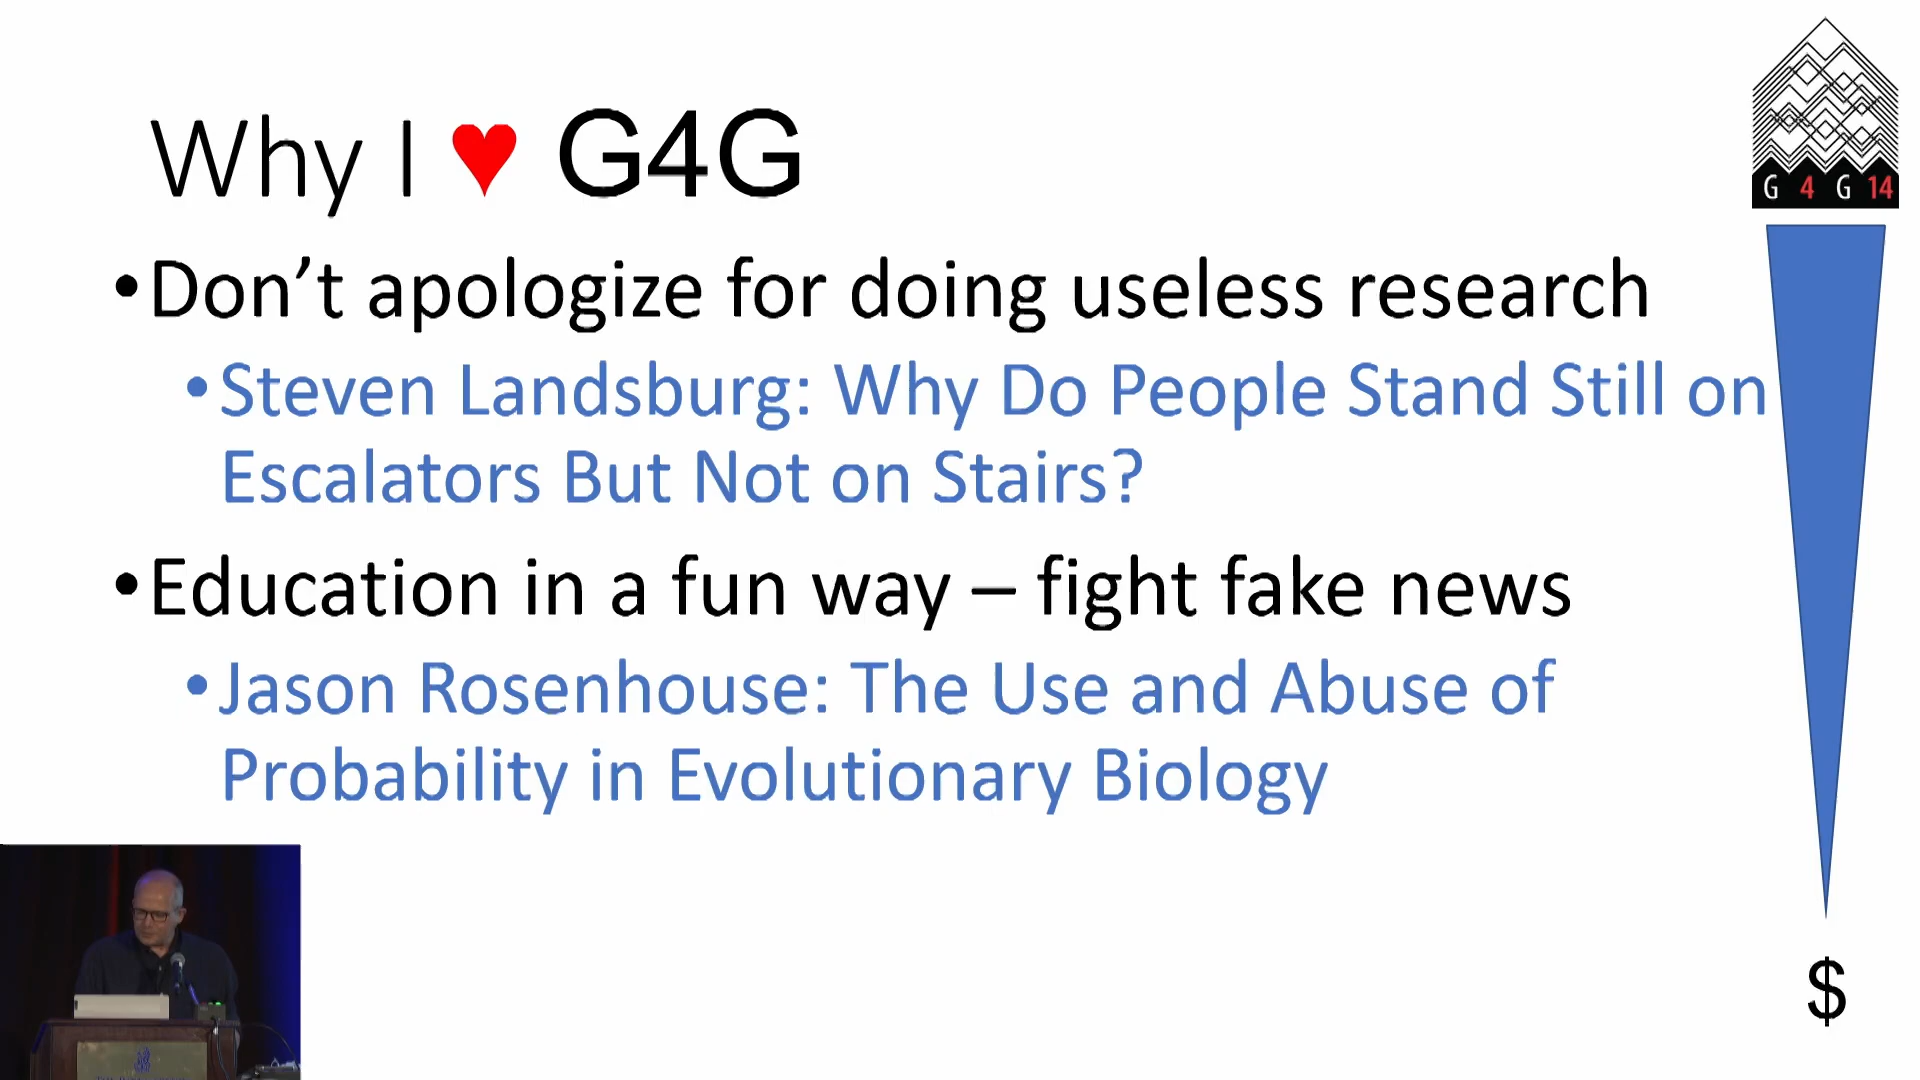 Why I ♥ G4G
G 4 G 14
•Don’t apologize for doing useless research
•Steven Landsburg: Why Do People Stand Still on
Escalators But Not on Stairs?
•Education in a fun way – fight fake news
•Jason Rosenhouse: The Use and Abuse of
Probability in Evolutionary Biology
$